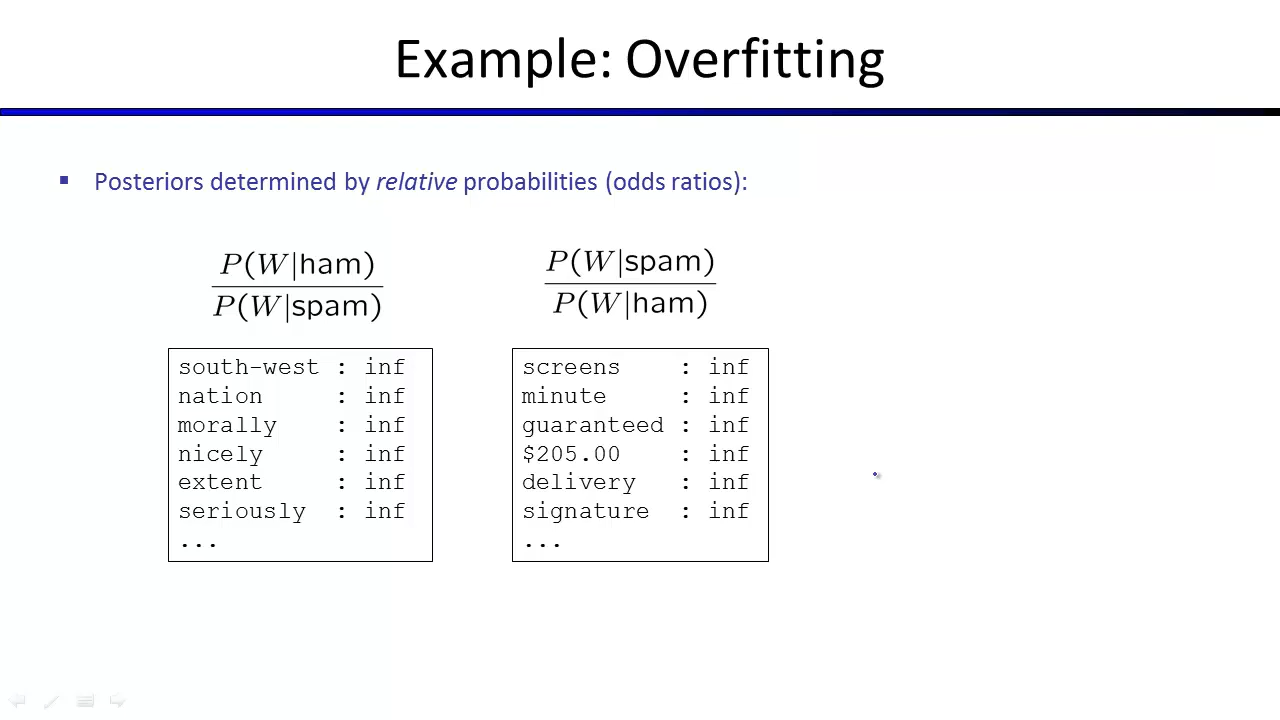 Example: Overfitting
▪ Posteriors determined by relative probabilities (odds ratios):
P(W|ham)
P(W|spam)
P(W|spam)
P(W|ham)
south-west : inf
nation : inf
morally : inf
nicely : inf
extent : inf
seriously : inf
...
screens : inf
minute : inf
guaranteed : inf
$205.00 : inf
delivery : inf
signature : inf
...